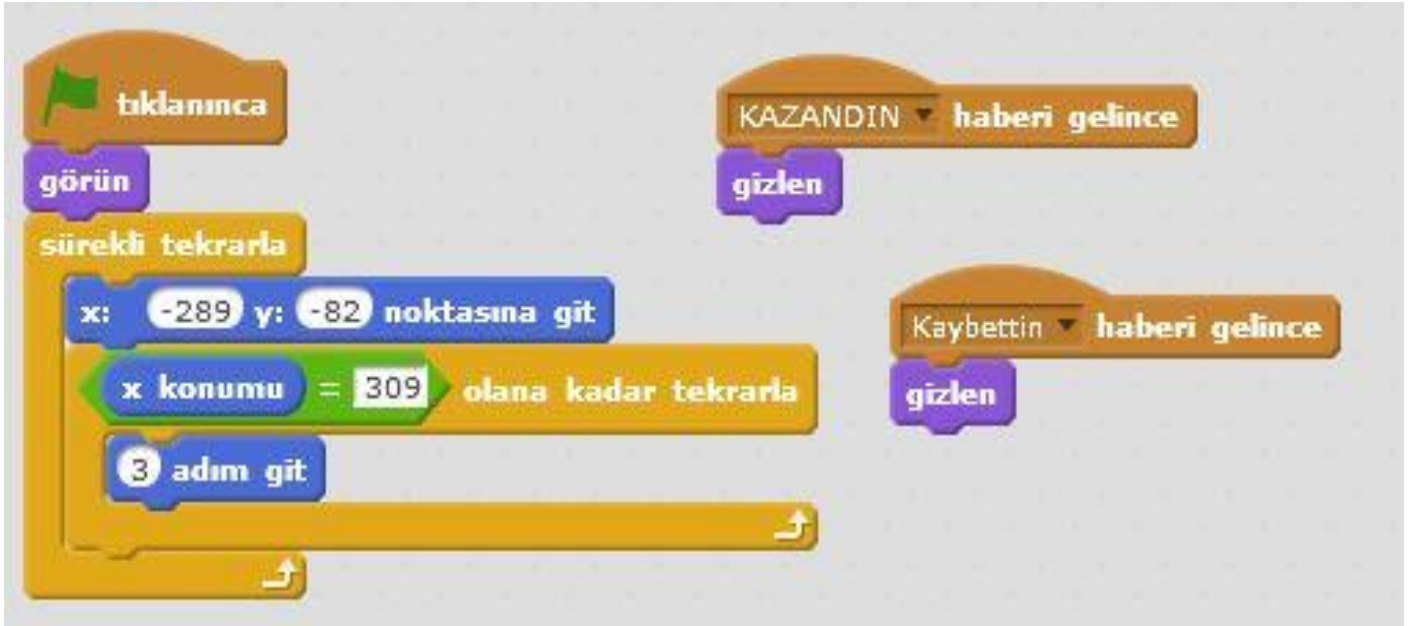 tıklanınca
görün
sürekli tekrarla
x: -289 y: -82 noktasına git
x konumu = 309 olana kadar tekrarla
3 adım git
KAZANDIN haberi gelince
gizlen
Kaybettin haberi gelince
gizlen